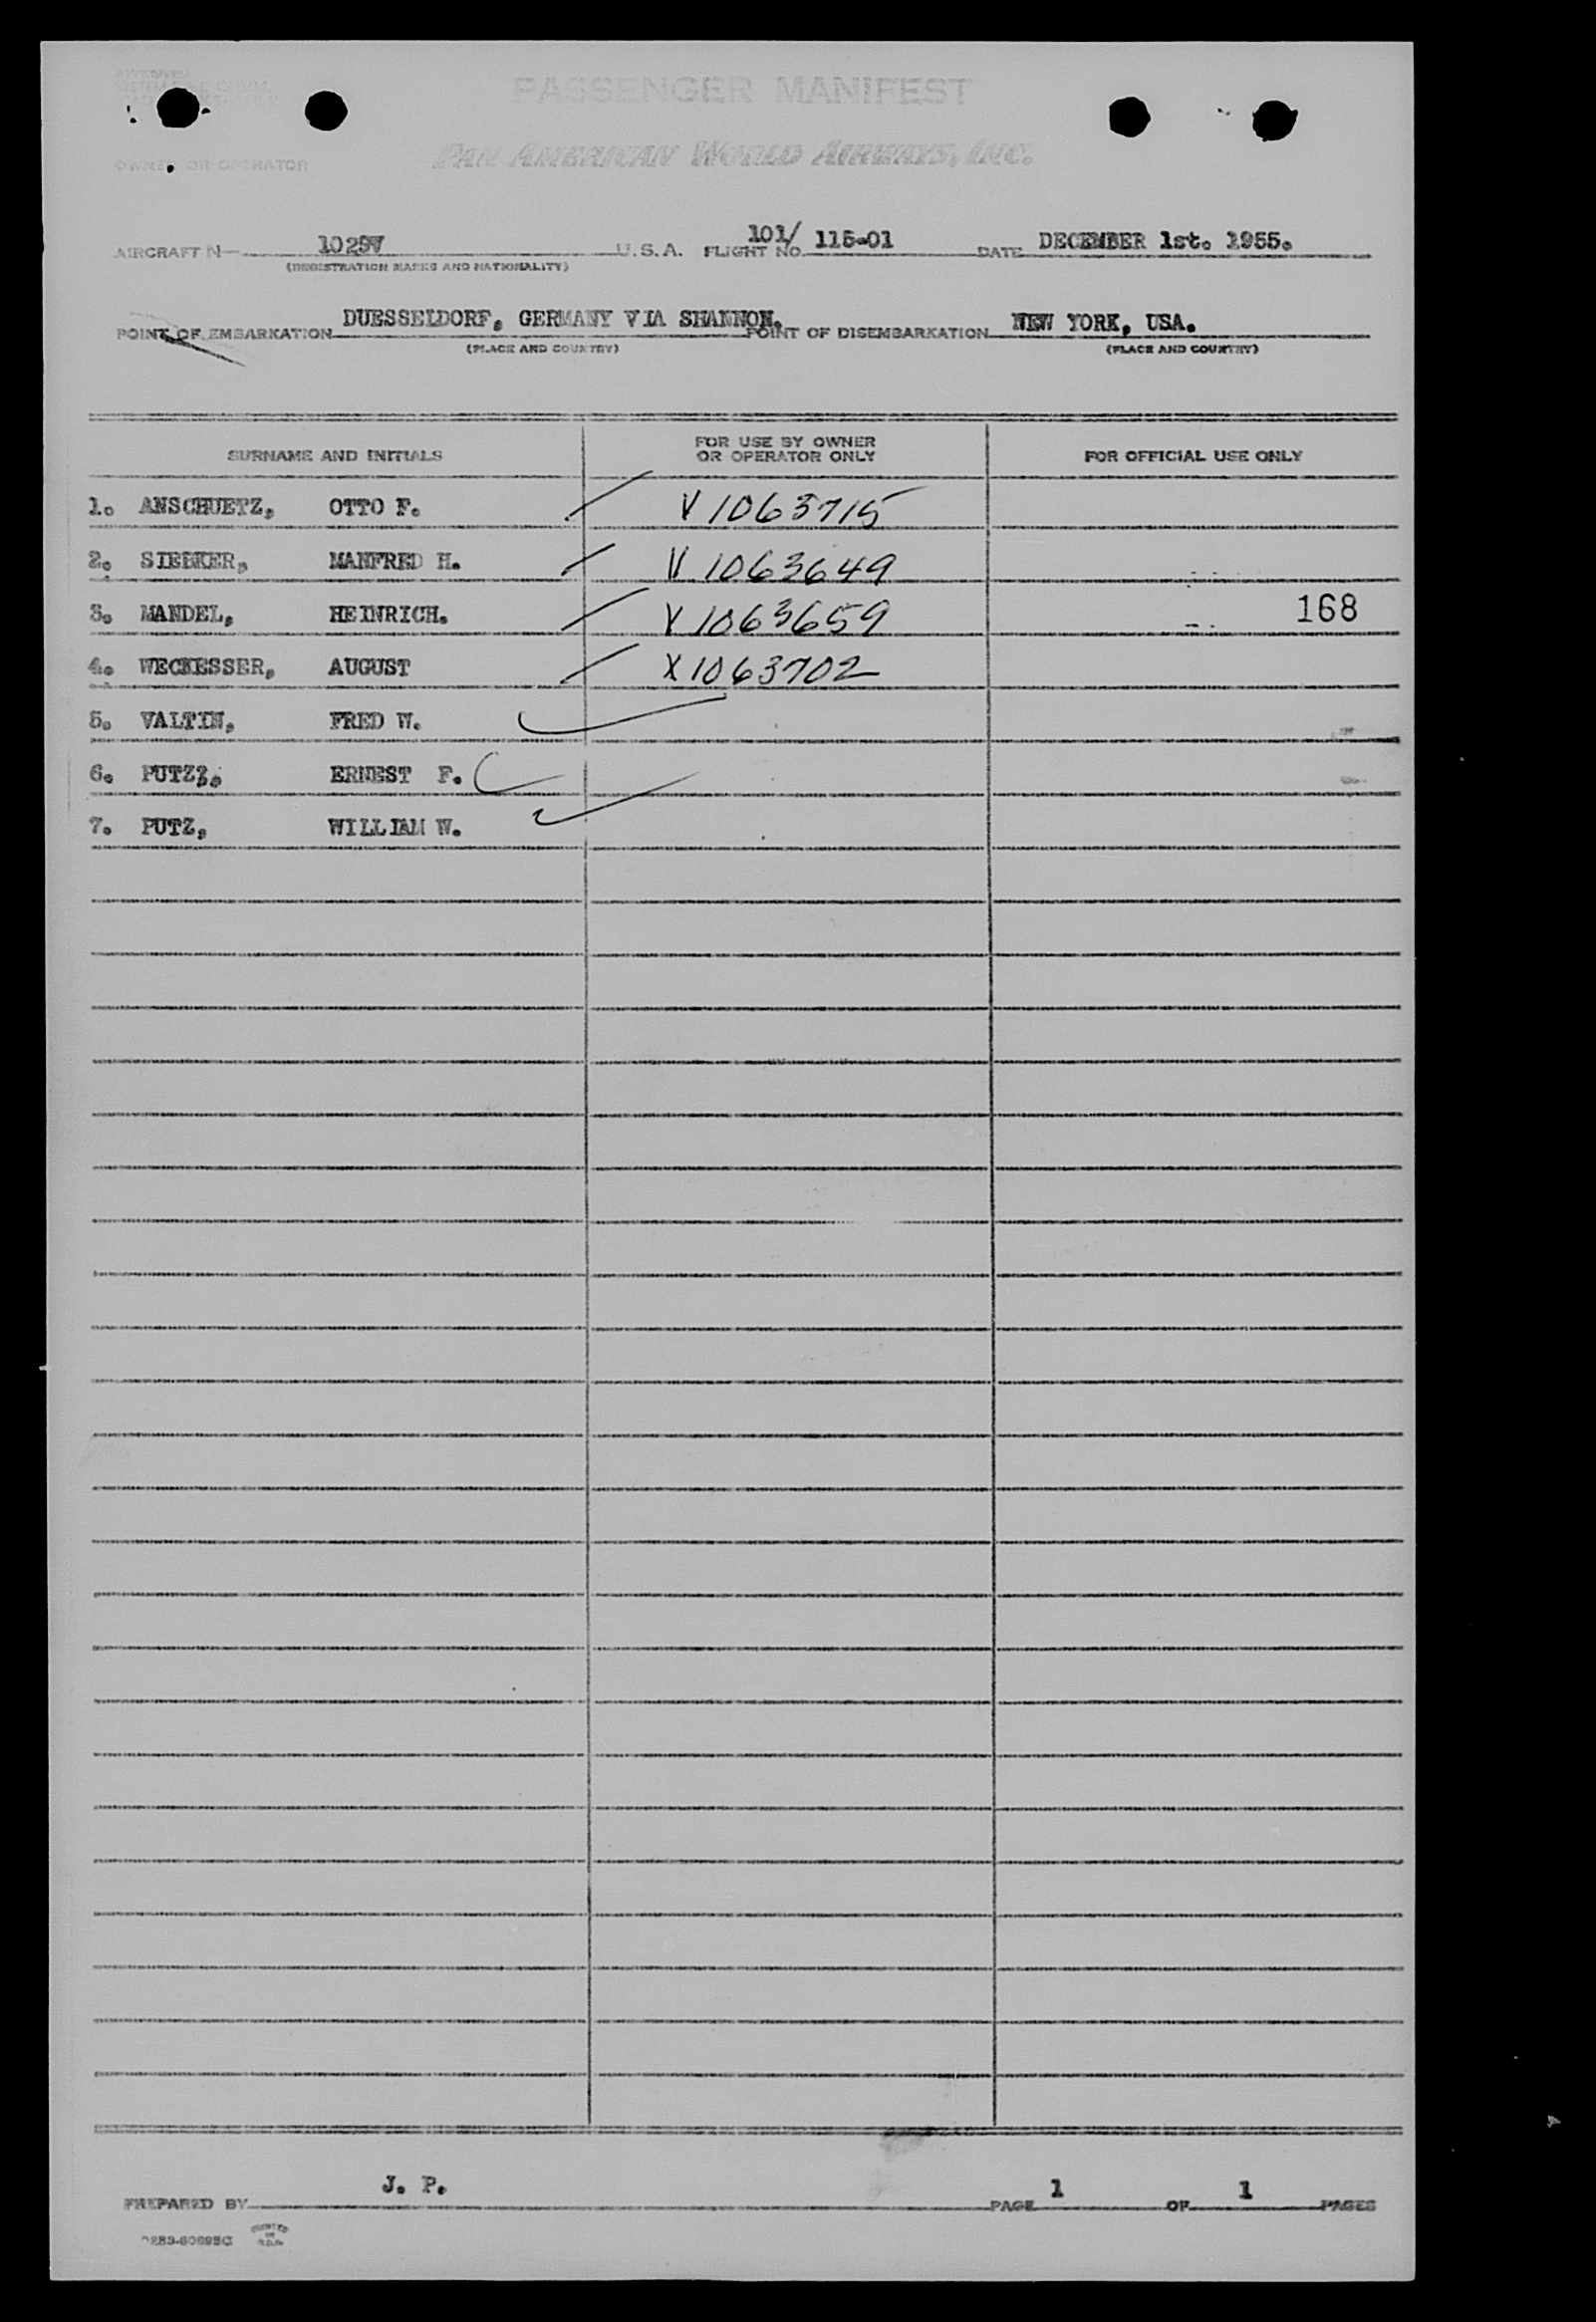 PASSENGER MANIFEST
OWNER OR OPERATOR PAN AMERICAN WORLD AIRWAYS, INC.
AIRCRAFT N— 1029V U.S.A. FLIGHT NO. 101/ 115-01 DATE DECEMBER 1st. 1955.
(REGISTRATION MARKS AND NATIONALITY)
POINT OF EMBARKATION DUESSELDORF, GERMANY VIA SHANNON. POINT OF DISEMBARKATION NEW YORK, USA.
(PLACE AND COUNTRY) (PLACE AND COUNTRY)
SURNAME AND INITIALS
FOR USE BY OWNER
OR OPERATOR ONLY
FOR OFFICIAL USE ONLY
1. ANSCHUETZ, OTTO F. V 1063715
2. SIEBKER, MANFRED H. V 1063649
3. MANDEL, HEINRICH. V 1063659 168
4. WECKESSER, AUGUST X 1063702
5. VALTIN, FRED W.
6. PUTZ, ERNEST F.
7. PUTZ, WILLIAM W.
PREPARED BY J. P. PAGE 1 OF 1 PAGES